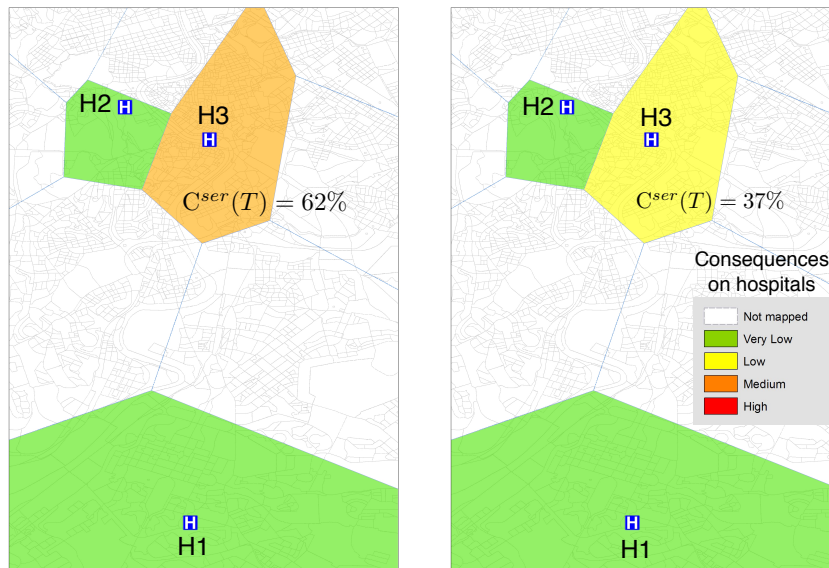 H2
H
H3
H
C^{ser}(T) = 62%
H
H1
H2
H
H3
H
C^{ser}(T) = 37%
Consequences
on hospitals
Not mapped
Very Low
Low
Medium
High
H
H1